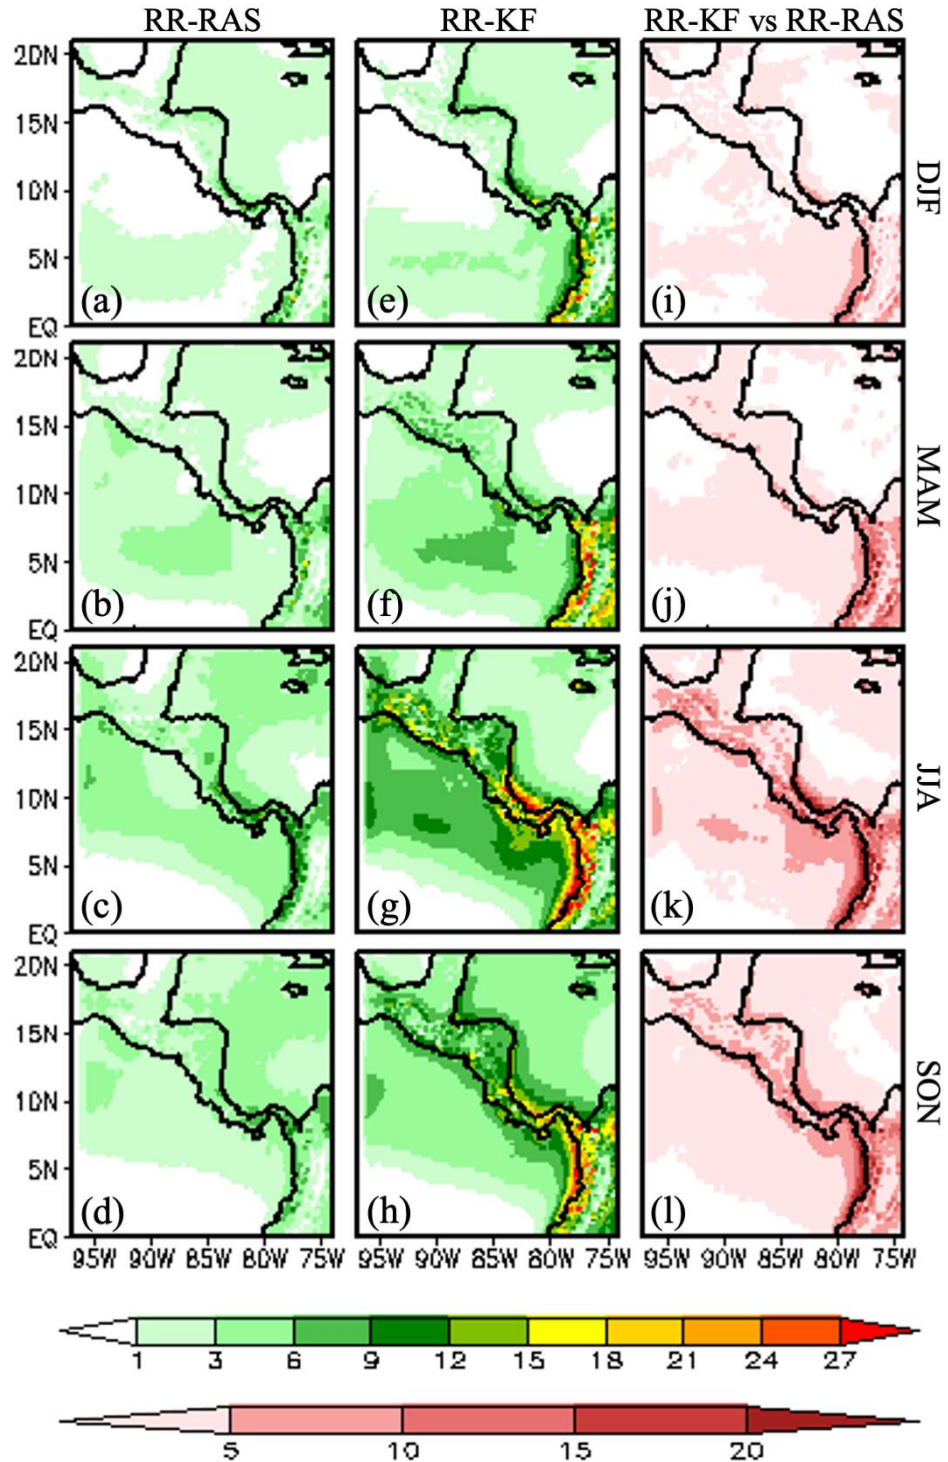 RR-RAS RR-KF RR-KF vs RR-RAS
20N
15N
10N
5N
EQ
(a) (e) (i)
DJF
20N
15N
10N
5N
EQ
(b) (f) (j)
MAM
20N
15N
10N
5N
EQ
(c) (g) (k)
JJA
20N
15N
10N
5N
EQ
(d) (h) (l)
SON
95W 90W 85W 80W 75W 95W 90W 85W 80W 75W 95W 90W 85W 80W 75W
1 3 6 9 12 15 18 21 24 27
5 10 15 20